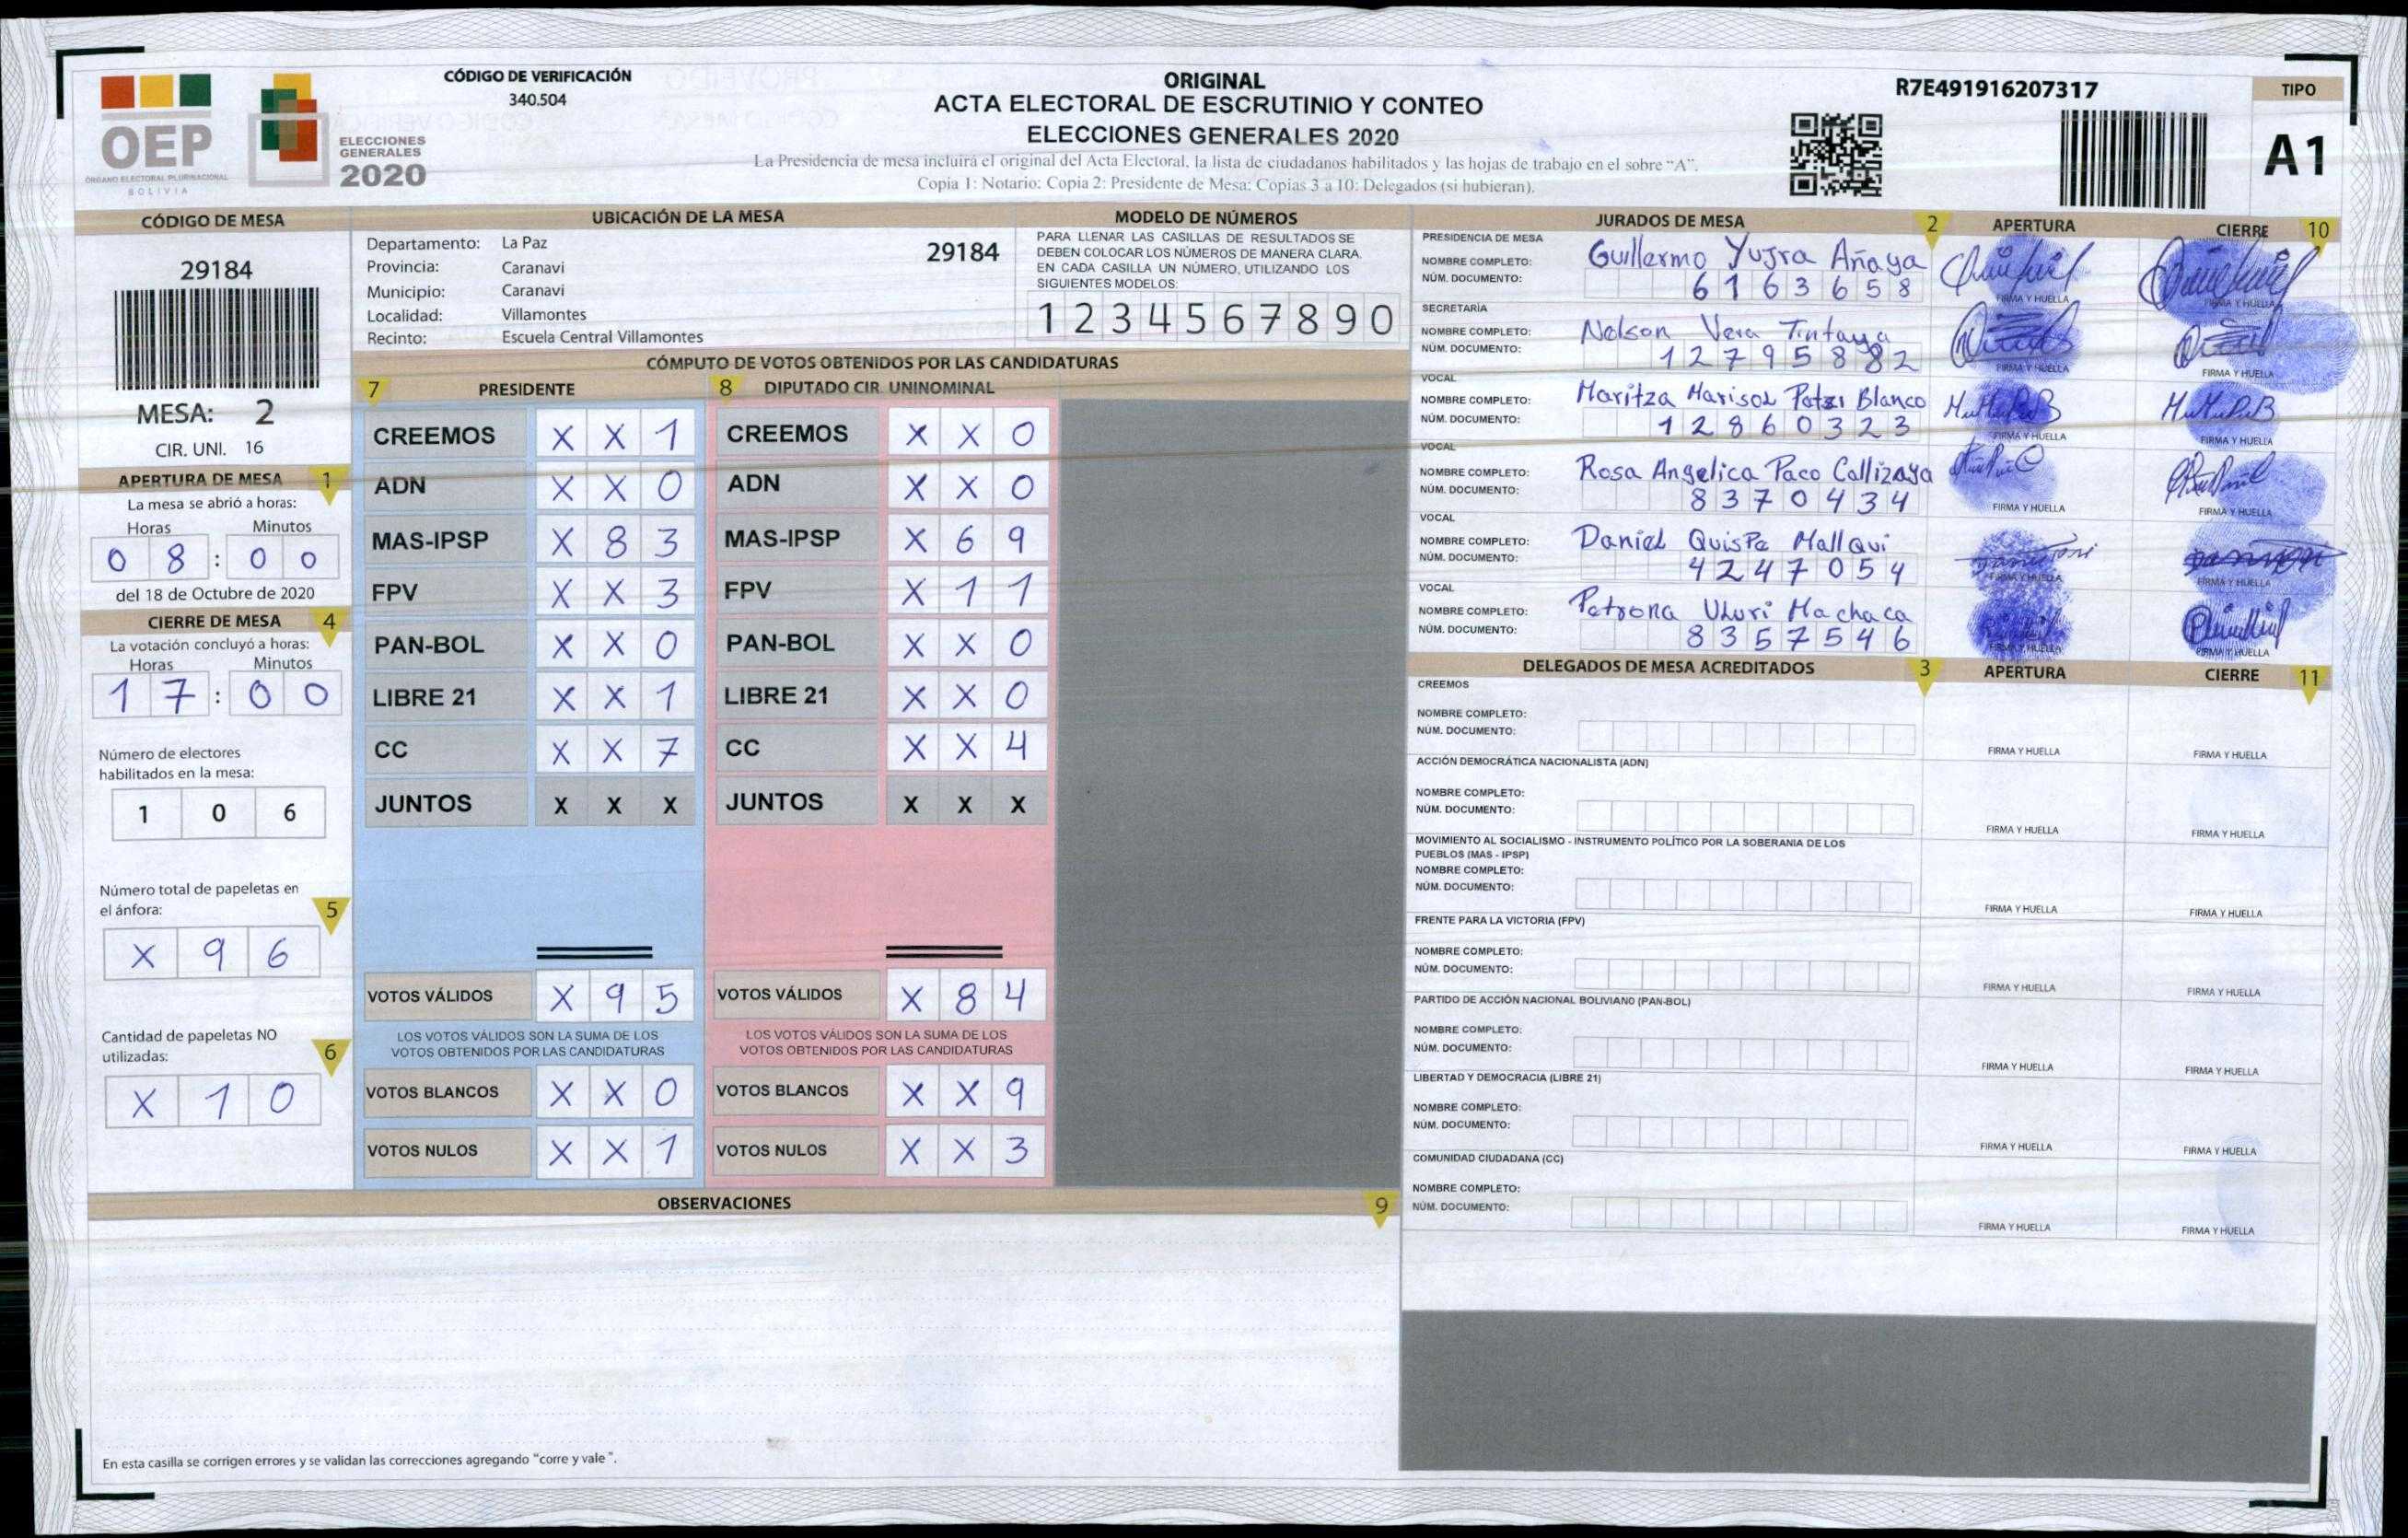 OEP
ÓRGANO ELECTORAL PLURINACIONAL
BOLIVIA
ELECCIONES
GENERALES
2020
CÓDIGO DE VERIFICACIÓN
340.504
ORIGINAL
ACTA ELECTORAL DE ESCRUTINIO Y CONTEO
ELECCIONES GENERALES 2020
La Presidencia de mesa incluirá el original del Acta Electoral, la lista de ciudadanos habilitados y las hojas de trabajo en el sobre "A".
Copia 1: Notario: Copia 2: Presidente de Mesa: Copias 3 a 10: Delegados (si hubieran).
R7E491916207317
TIPO
A1
CÓDIGO DE MESA
29184
MESA: 2
CIR. UNI. 16
APERTURA DE MESA 1
La mesa se abrió a horas:
Horas Minutos
0 8 : 0 0
del 18 de Octubre de 2020
CIERRE DE MESA 4
La votación concluyó a horas:
Horas Minutos
1 7 : 0 0
Número de electores
habilitados en la mesa:
1 0 6
Número total de papeletas en
el ánfora: 5
X 9 6
Cantidad de papeletas NO
utilizadas: 6
X 1 0
UBICACIÓN DE LA MESA
Departamento: La Paz 29184
Provincia: Caranavi
Municipio: Caranavi
Localidad: Villamontes
Recinto: Escuela Central Villamontes
MODELO DE NÚMEROS
PARA LLENAR LAS CASILLAS DE RESULTADOS SE
DEBEN COLOCAR LOS NÚMEROS DE MANERA CLARA.
EN CADA CASILLA UN NÚMERO, UTILIZANDO LOS
SIGUIENTES MODELOS:
1 2 3 4 5 6 7 8 9 0
CÓMPUTO DE VOTOS OBTENIDOS POR LAS CANDIDATURAS
7 PRESIDENTE
CREEMOS X X 1
ADN X X 0
MAS-IPSP X 8 3
FPV X X 3
PAN-BOL X X 0
LIBRE 21 X X 1
CC X X 7
JUNTOS X X X
VOTOS VÁLIDOS X 9 5
LOS VOTOS VÁLIDOS SON LA SUMA DE LOS
VOTOS OBTENIDOS POR LAS CANDIDATURAS
VOTOS BLANCOS X X 0
VOTOS NULOS X X 1
8 DIPUTADO CIR. UNINOMINAL
CREEMOS X X 0
ADN X X 0
MAS-IPSP X 6 9
FPV X 1 1
PAN-BOL X X 0
LIBRE 21 X X 0
CC X X 4
JUNTOS X X X
VOTOS VÁLIDOS X 8 4
LOS VOTOS VÁLIDOS SON LA SUMA DE LOS
VOTOS OBTENIDOS POR LAS CANDIDATURAS
VOTOS BLANCOS X X 9
VOTOS NULOS X X 3
OBSERVACIONES 9
En esta casilla se corrigen errores y se validan las correcciones agregando "corre y vale".
JURADOS DE MESA 2 APERTURA CIERRE 10
PRESIDENCIA DE MESA
NOMBRE COMPLETO: Guillermo Yujra Añaya
NÚM. DOCUMENTO: 6163658
FIRMA Y HUELLA FIRMA Y HUELLA
SECRETARÍA
NOMBRE COMPLETO: Nelson Vera Tintaya
NÚM. DOCUMENTO: 12795882
FIRMA Y HUELLA FIRMA Y HUELLA
VOCAL
NOMBRE COMPLETO: Maritza Marisol Patzi Blanco
NÚM. DOCUMENTO: 12860323
FIRMA Y HUELLA FIRMA Y HUELLA
VOCAL
NOMBRE COMPLETO: Rosa Angelica Paco Callizaya
NÚM. DOCUMENTO: 8370434
FIRMA Y HUELLA FIRMA Y HUELLA
VOCAL
NOMBRE COMPLETO: Daniel Quispe Mallqui
NÚM. DOCUMENTO: 4247054
FIRMA Y HUELLA FIRMA Y HUELLA
VOCAL
NOMBRE COMPLETO: Petrona Uluri Machaca
NÚM. DOCUMENTO: 8357546
FIRMA Y HUELLA FIRMA Y HUELLA
DELEGADOS DE MESA ACREDITADOS 3 APERTURA CIERRE 11
CREEMOS
NOMBRE COMPLETO:
NÚM. DOCUMENTO:
FIRMA Y HUELLA FIRMA Y HUELLA
ACCIÓN DEMOCRÁTICA NACIONALISTA (ADN)
NOMBRE COMPLETO:
NÚM. DOCUMENTO:
FIRMA Y HUELLA FIRMA Y HUELLA
MOVIMIENTO AL SOCIALISMO - INSTRUMENTO POLÍTICO POR LA SOBERANIA DE LOS
PUEBLOS (MAS - IPSP)
NOMBRE COMPLETO:
NÚM. DOCUMENTO:
FIRMA Y HUELLA FIRMA Y HUELLA
FRENTE PARA LA VICTORIA (FPV)
NOMBRE COMPLETO:
NÚM. DOCUMENTO:
FIRMA Y HUELLA FIRMA Y HUELLA
PARTIDO DE ACCIÓN NACIONAL BOLIVIANO (PAN-BOL)
NOMBRE COMPLETO:
NÚM. DOCUMENTO:
FIRMA Y HUELLA FIRMA Y HUELLA
LIBERTAD Y DEMOCRACIA (LIBRE 21)
NOMBRE COMPLETO:
NÚM. DOCUMENTO:
FIRMA Y HUELLA FIRMA Y HUELLA
COMUNIDAD CIUDADANA (CC)
NOMBRE COMPLETO:
NÚM. DOCUMENTO:
FIRMA Y HUELLA FIRMA Y HUELLA